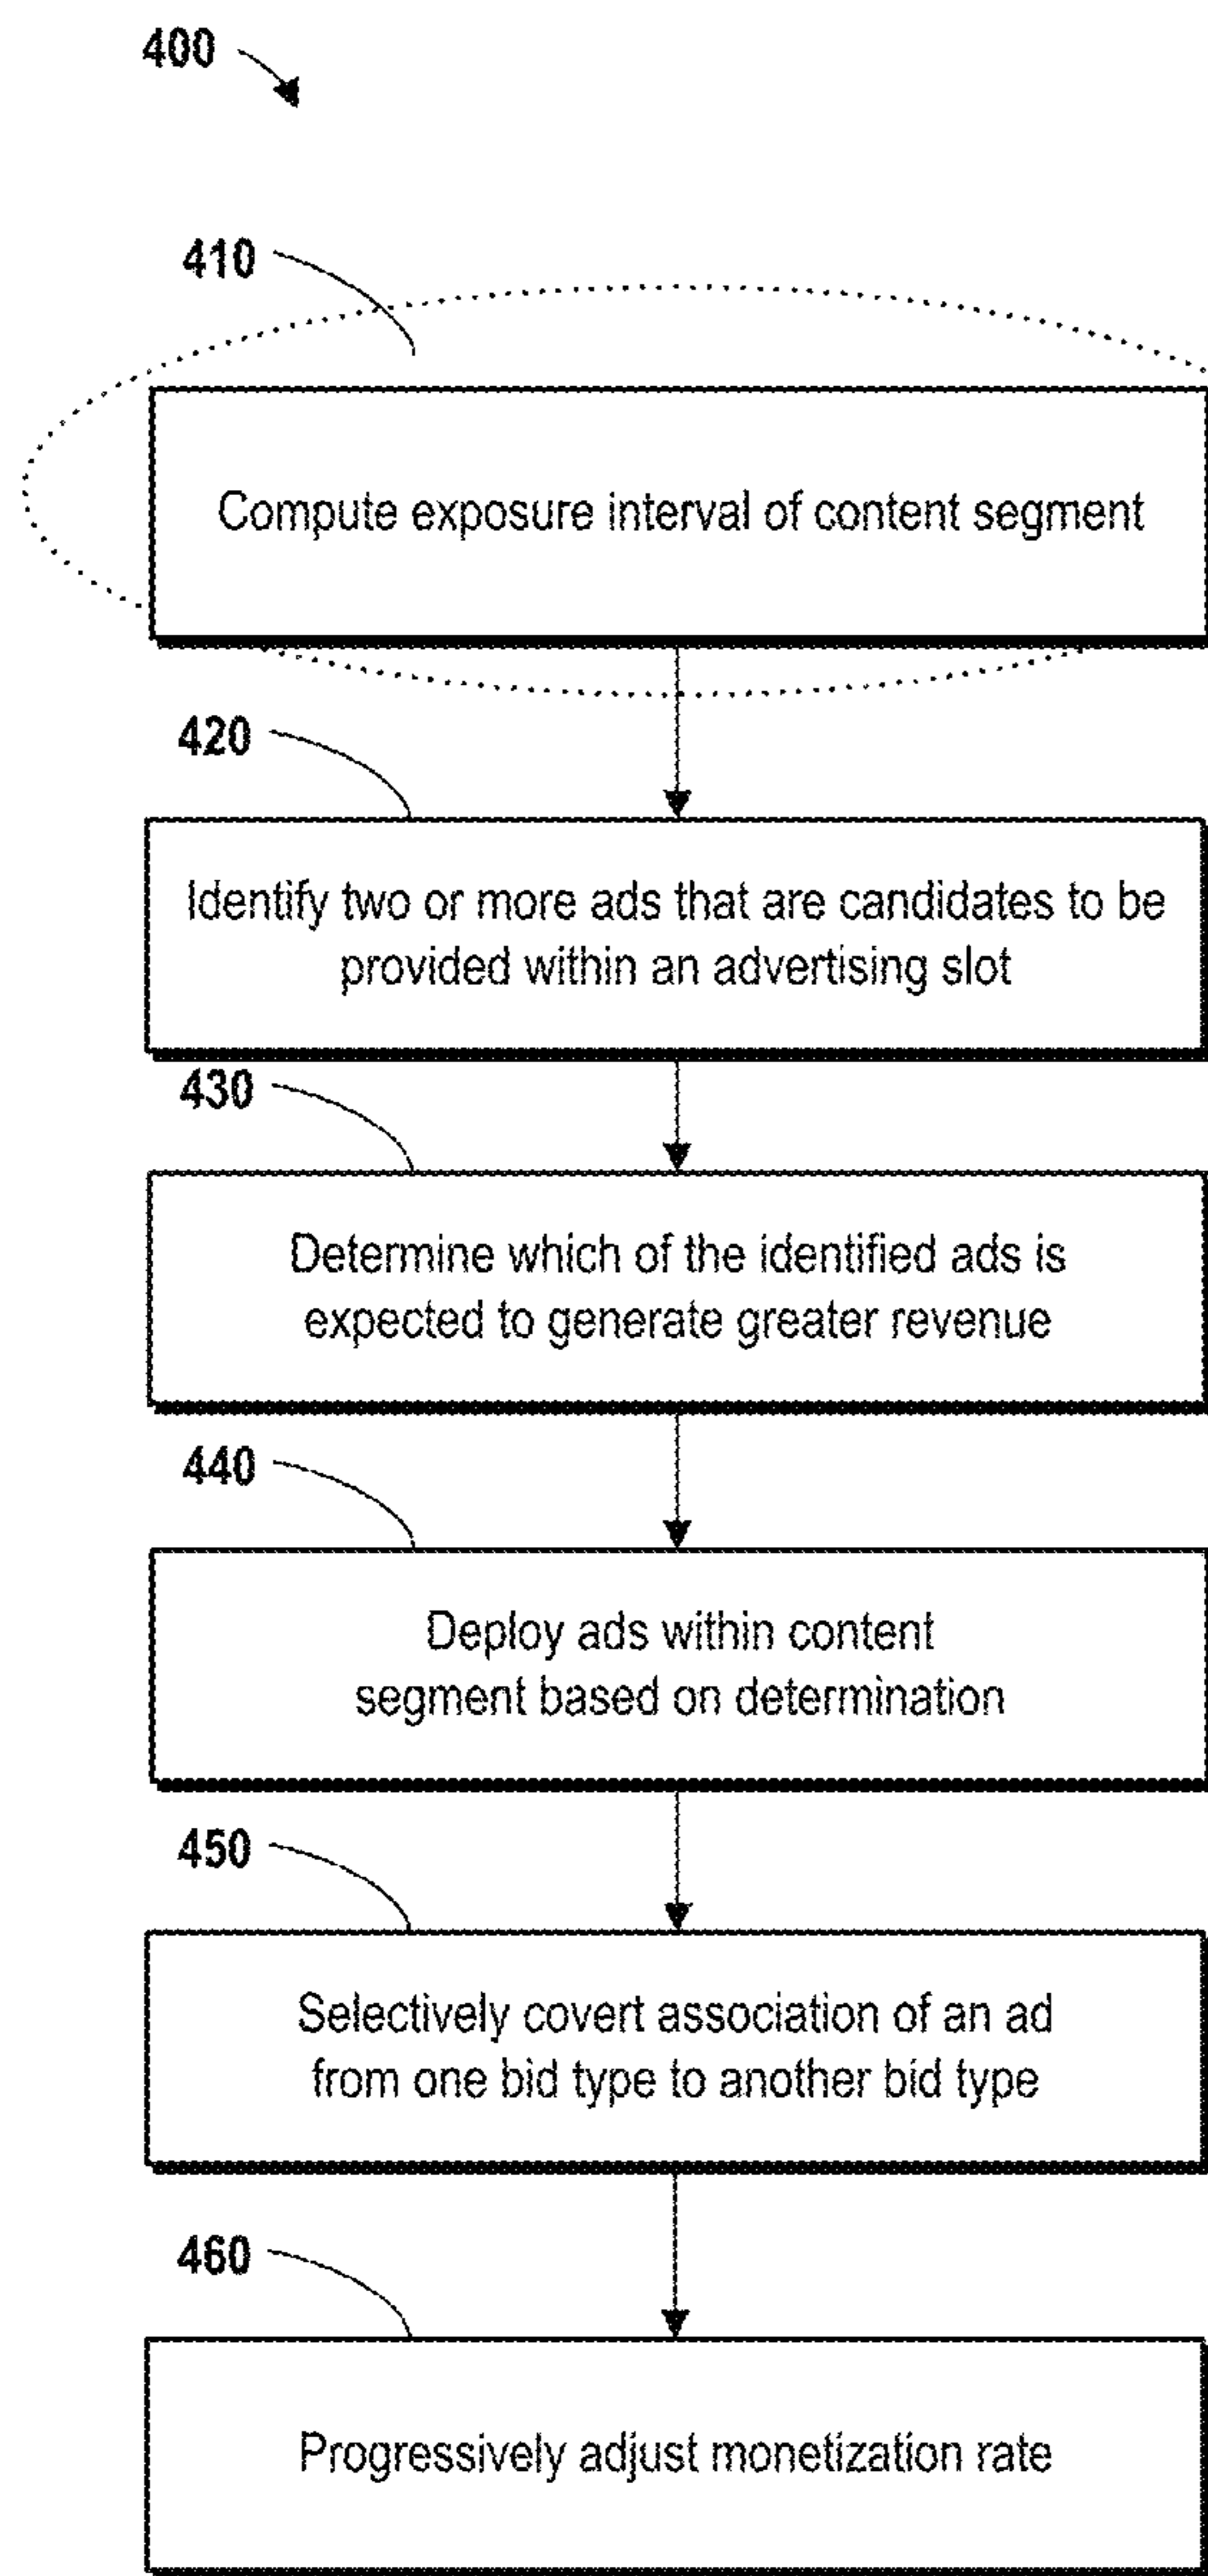 400
410
Compute exposure interval of content segment
420
Identify two or more ads that are candidates to be
provided within an advertising slot
430
Determine which of the identified ads is
expected to generate greater revenue
440
Deploy ads within content
segment based on determination
450
Selectively covert association of an ad
from one bid type to another bid type
460
Progressively adjust monetization rate